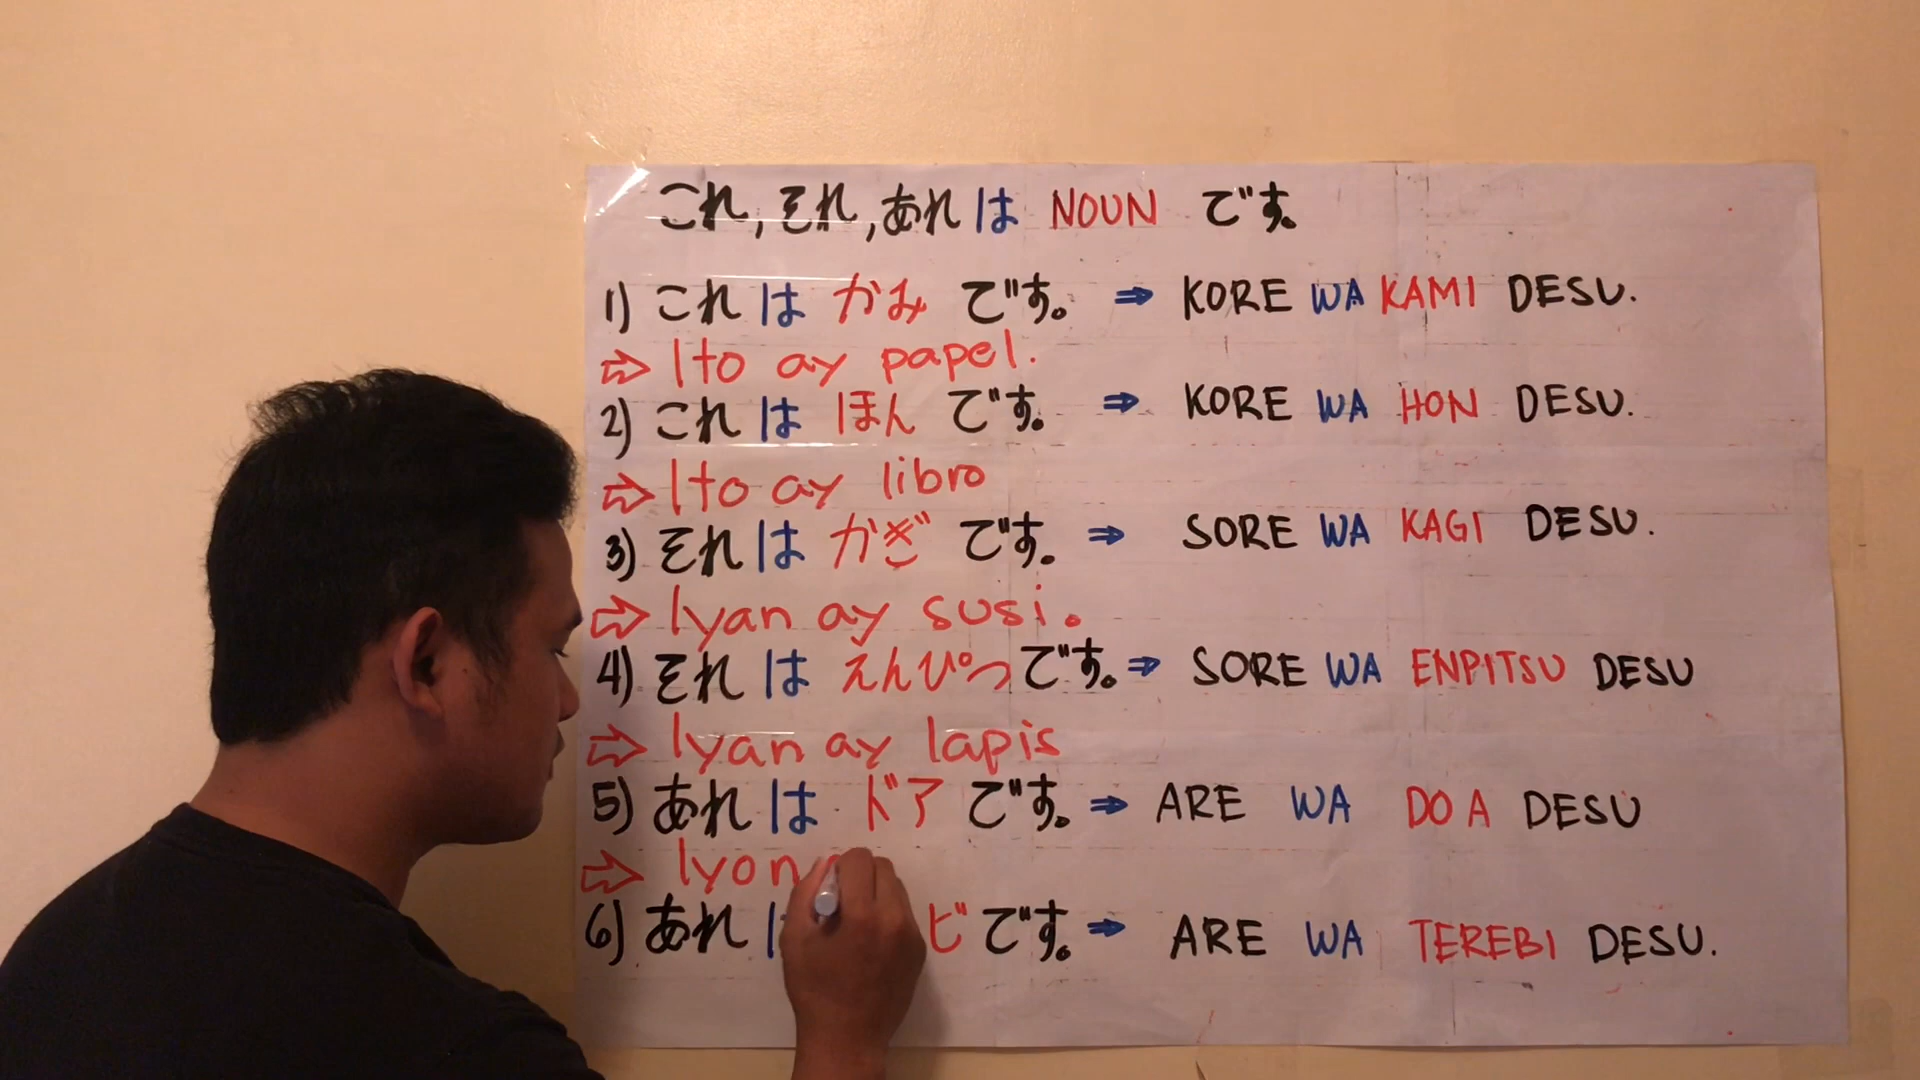 これ,それ,あれは NOUN です。
1) これ は かみ です。 ⇒ KORE WA KAMI DESU.
⇒ Ito ay papel.
2) これ は ほん です。 ⇒ KORE WA HON DESU.
⇒ Ito ay libro
3) それ は かぎ です。 ⇒ SORE WA KAGI DESU.
⇒ Iyan ay susi.
4) それ は えんぴつ です。 ⇒ SORE WA ENPITSU DESU
⇒ Iyan ay lapis
5) あれ は ドア です。 ⇒ ARE WA DOA DESU
⇒ Iyon
6) あれ ビ です。 ⇒ ARE WA TEREBI DESU.